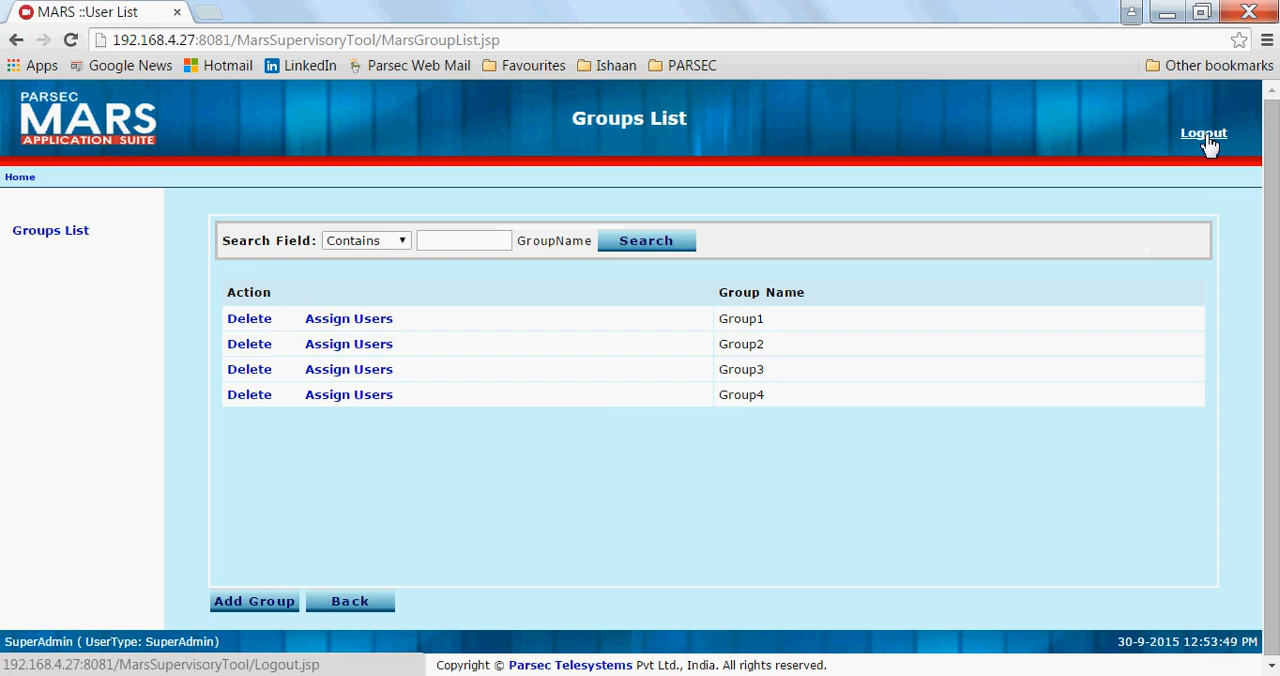 MARS ::User List
192.168.4.27:8081/MarsSupervisoryTool/MarsGroupList.jsp
Apps Google News Hotmail LinkedIn Parsec Web Mail Favourites Ishaan PARSEC Other bookmarks
PARSEC
MARS
APPLICATION SUITE
Groups List
Logout
Home
Groups List
Search Field: Contains GroupName Search
Action Group Name
Delete Assign Users Group1
Delete Assign Users Group2
Delete Assign Users Group3
Delete Assign Users Group4
Add Group Back
SuperAdmin ( UserType: SuperAdmin) 30-9-2015 12:53:49 PM
192.168.4.27:8081/MarsSupervisoryTool/Logout.jsp
Copyright © Parsec Telesystems Pvt Ltd., India. All rights reserved.